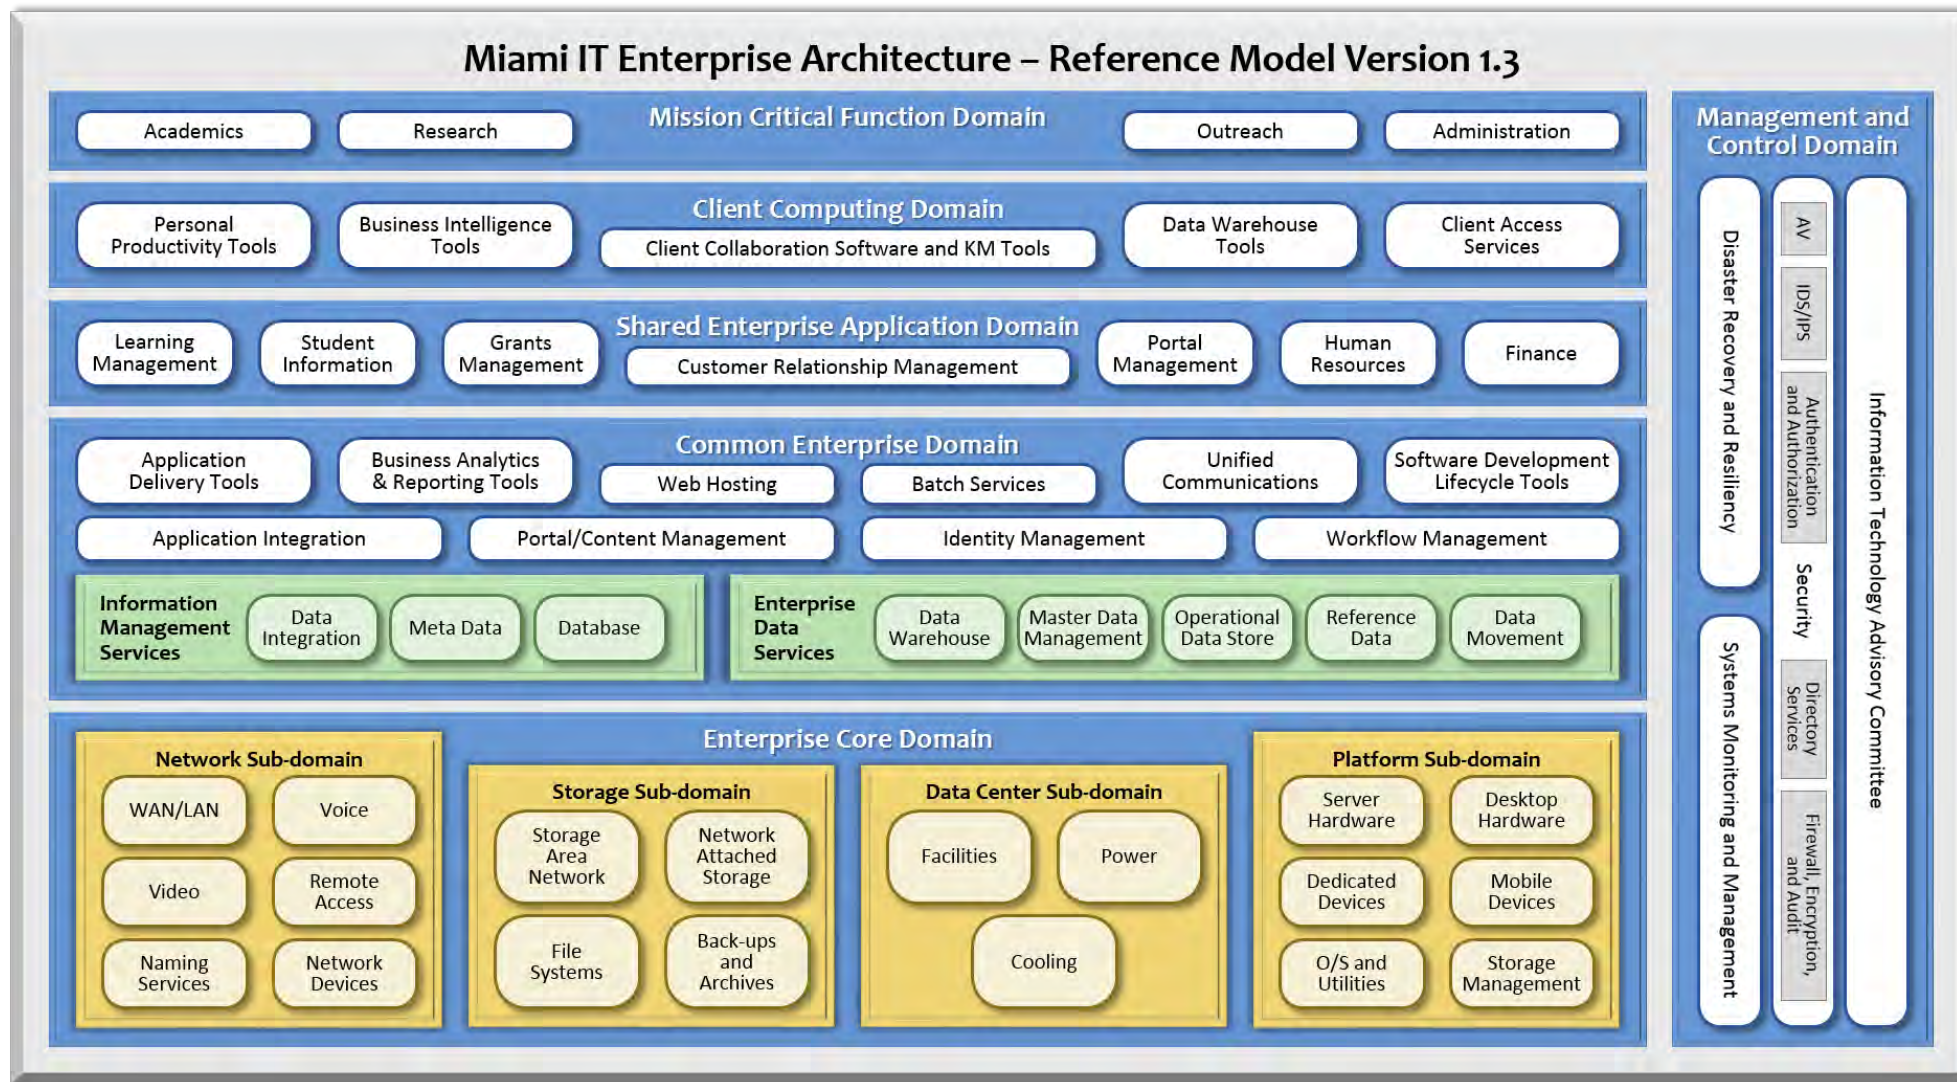 Miami IT Enterprise Architecture – Reference Model Version 1.3
Mission Critical Function Domain
Academics
Research
Outreach
Administration
Client Computing Domain
Personal
Productivity Tools
Business Intelligence
Tools
Client Collaboration Software and KM Tools
Data Warehouse
Tools
Client Access
Services
Shared Enterprise Application Domain
Learning
Management
Student
Information
Grants
Management
Customer Relationship Management
Portal
Management
Human
Resources
Finance
Common Enterprise Domain
Application
Delivery Tools
Business Analytics
& Reporting Tools
Web Hosting
Batch Services
Unified
Communications
Software Development
Lifecycle Tools
Application Integration
Portal/Content Management
Identity Management
Workflow Management
Information
Management
Services
Data
Integration
Meta Data
Database
Enterprise
Data
Services
Data
Warehouse
Master Data
Management
Operational
Data Store
Reference
Data
Data
Movement
Enterprise Core Domain
Network Sub-domain
WAN/LAN
Voice
Video
Remote
Access
Naming
Services
Network
Devices
Storage Sub-domain
Storage
Area
Network
Network
Attached
Storage
File
Systems
Back-ups
and
Archives
Data Center Sub-domain
Facilities
Power
Cooling
Platform Sub-domain
Server
Hardware
Desktop
Hardware
Dedicated
Devices
Mobile
Devices
O/S and
Utilities
Storage
Management
Management and
Control Domain
Disaster Recovery and Resiliency
Systems Monitoring and Management
AV
IDS/IPS
Authentication
and Authorization
Security
Directory
Services
Firewall, Encryption,
and Audit
Information Technology Advisory Committee